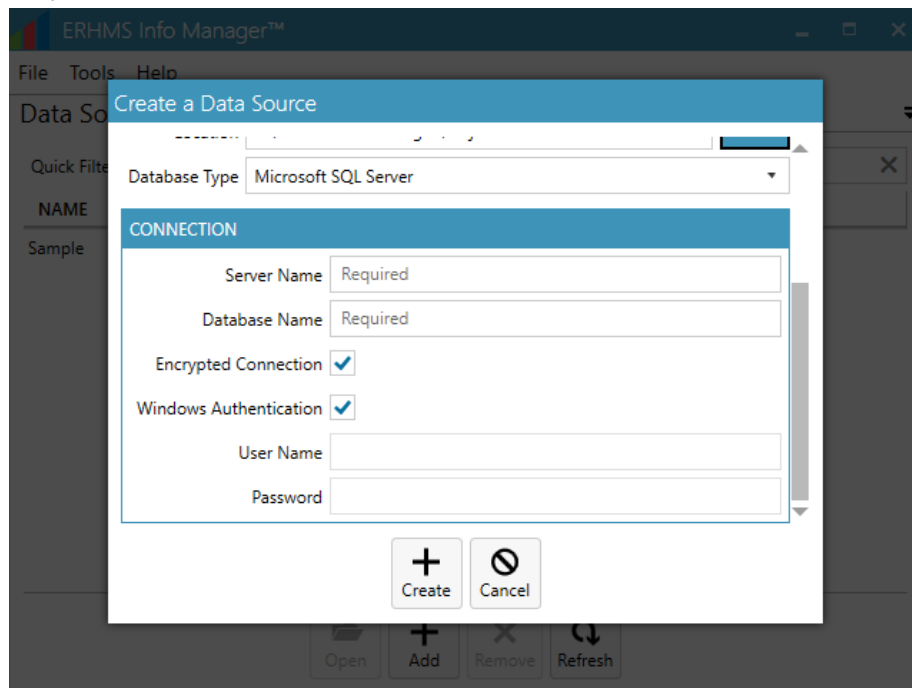 ERHMS Info Manager™
File Tools Help
Data So
Create a Data Source
Quick Filte
Database Type Microsoft SQL Server
NAME
CONNECTION
Sample
Server Name Required
Database Name Required
Encrypted Connection
Windows Authentication
User Name
Password
Create Cancel
Open Add Remove Refresh